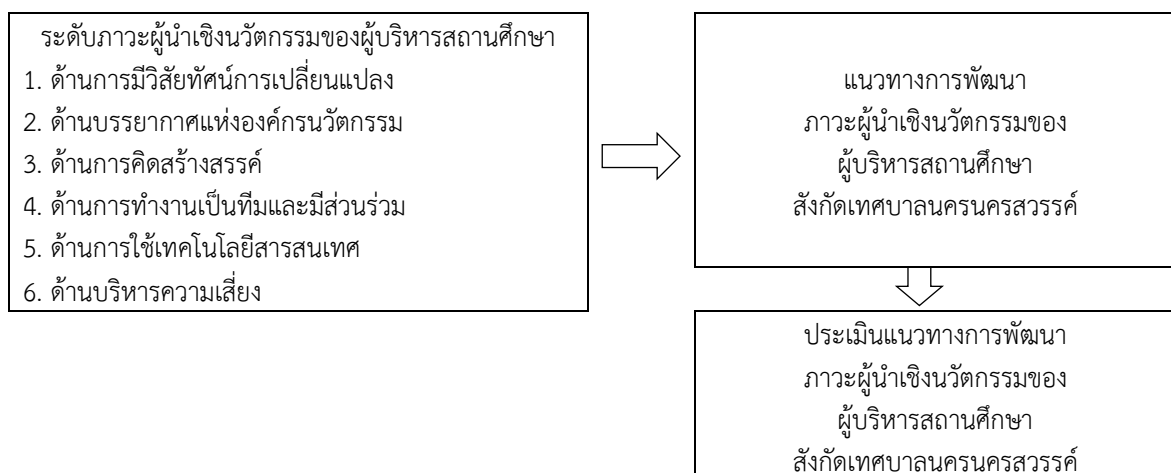 ระดับภาวะผู้นำเชิงนวัตกรรมของผู้บริหารสถานศึกษา
1. ด้านการมีวิสัยทัศน์การเปลี่ยนแปลง
2. ด้านบรรยากาศแห่งองค์กรนวัตกรรม
3. ด้านการคิดสร้างสรรค์
4. ด้านการทำงานเป็นทีมและมีส่วนร่วม
5. ด้านการใช้เทคโนโลยีสารสนเทศ
6. ด้านบริหารความเสี่ยง
แนวทางการพัฒนา
ภาวะผู้นำเชิงนวัตกรรมของ
ผู้บริหารสถานศึกษา
สังกัดเทศบาลนครนครสวรรค์
ประเมินแนวทางการพัฒนา
ภาวะผู้นำเชิงนวัตกรรมของ
ผู้บริหารสถานศึกษา
สังกัดเทศบาลนครนครสวรรค์